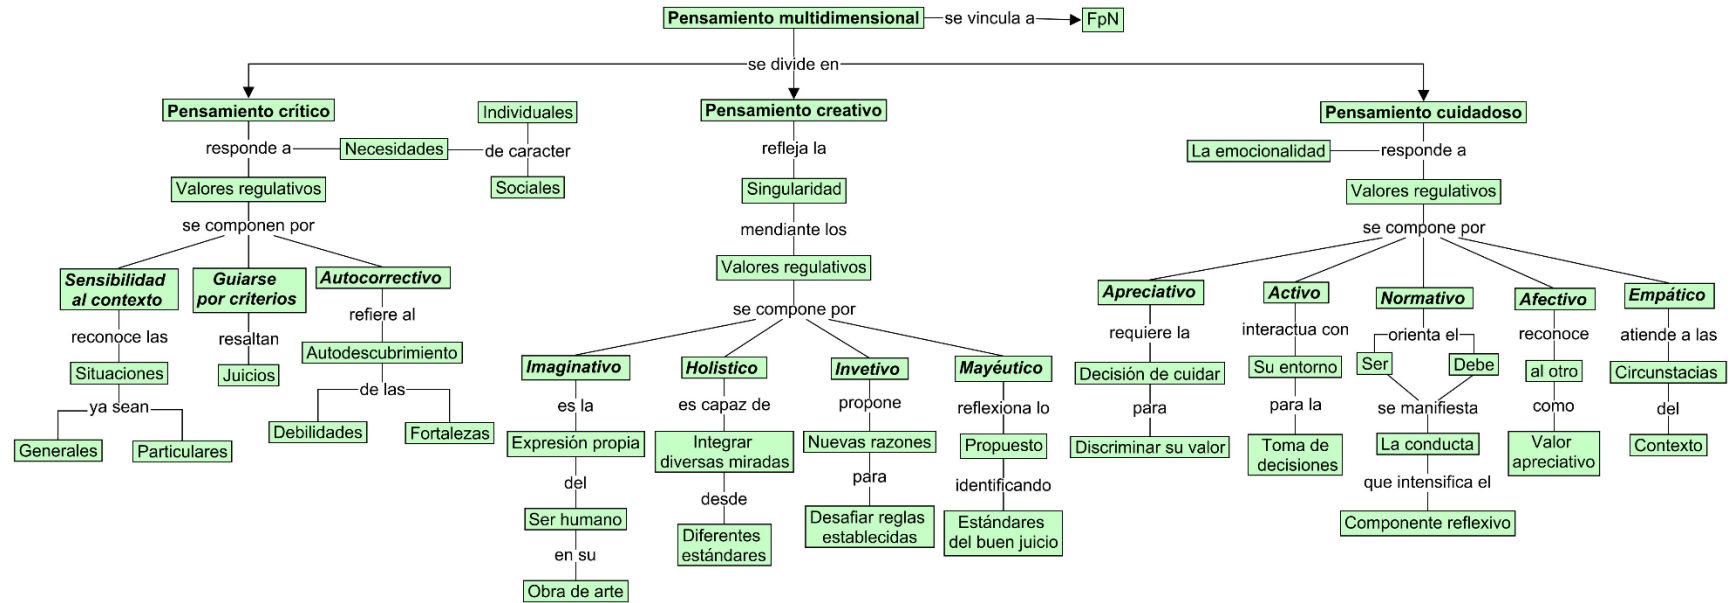 Pensamiento multidimensional
se vincula a
FpN
se divide en
Pensamiento crítico
responde a
Necesidades
de caracter
Individuales
Sociales
Valores regulativos
se componen por
Sensibilidad
al contexto
reconoce las
Situaciones
ya sean
Generales
Particulares
Guiarse
por criterios
resaltan
Juicios
Autocorrectivo
refiere al
Autodescubrimiento
de las
Debilidades
Fortalezas
Pensamiento creativo
refleja la
Singularidad
mendiante los
Valores regulativos
se compone por
Imaginativo
es la
Expresión propia
del
Ser humano
en su
Obra de arte
Holistico
es capaz de
Integrar
diversas miradas
desde
Diferentes
estándares
Invetivo
propone
Nuevas razones
para
Desafiar reglas
establecidas
Mayéutico
reflexiona lo
Propuesto
identificando
Estándares
del buen juicio
Pensamiento cuidadoso
responde a
La emocionalidad
Valores regulativos
se compone por
Apreciativo
requiere la
Decisión de cuidar
para
Discriminar su valor
Activo
interactua con
Su entorno
para la
Toma de
decisiones
Normativo
orienta el
Ser
Debe
se manifiesta
La conducta
que intensifica el
Componente reflexivo
Afectivo
reconoce
al otro
como
Valor
apreciativo
Empático
atiende a las
Circunstacias
del
Contexto